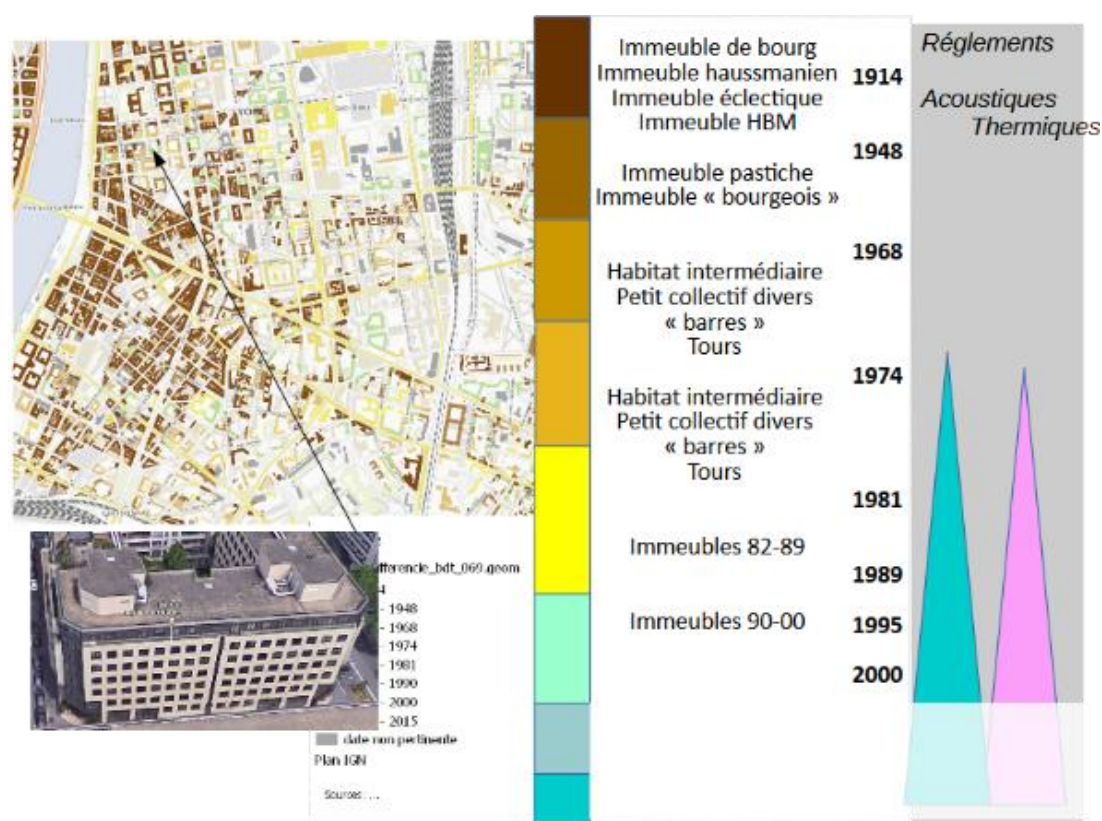 Immeuble de bourg
Immeuble haussmanien
Immeuble éclectique
Immeuble HBM
1914
1948
Immeuble pastiche
Immeuble « bourgeois »
1968
Habitat intermédiaire
Petit collectif divers
« barres »
Tours
1974
Habitat intermédiaire
Petit collectif divers
« barres »
Tours
1981
Immeubles 82-89
1989
Immeubles 90-00
1995
2000
Réglements
Acoustiques
Thermiques
fferencie_bdt_069.geom
- 1948
- 1968
- 1974
- 1981
- 1990
- 2000
- 2015
date non pertinente
Plan IGN
Sources : ...